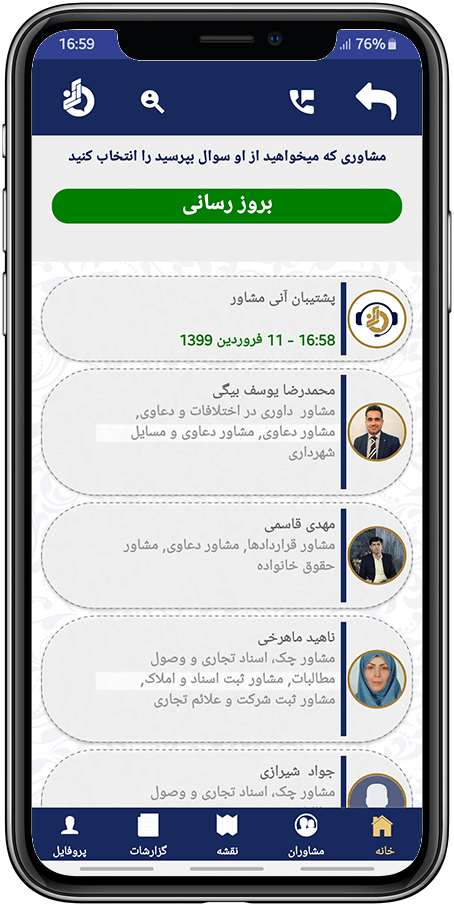 16:59
76%
مشاوری که میخواهید از او سوال بپرسید را انتخاب کنید
بروز رسانی
پشتیبان آنی مشاور
16:58 - 11 فروردین 1399
محمدرضا یوسف بیگی
مشاور داوری در اختلافات و دعاوی,
مشاور دعاوی, مشاور دعاوی و مسایل
شهرداری
مهدی قاسمی
مشاور قراردادها, مشاور دعاوی, مشاور
حقوق خانواده
ناهید ماهرخی
مشاور چک، اسناد تجاری و وصول
مطالبات, مشاور ثبت اسناد و املاک,
مشاور ثبت شرکت و علائم تجاری
جواد شیرازی
مشاور چک، اسناد تجاری و وصول
خانه
مشاوران
نقشه
گزارشات
پروفایل